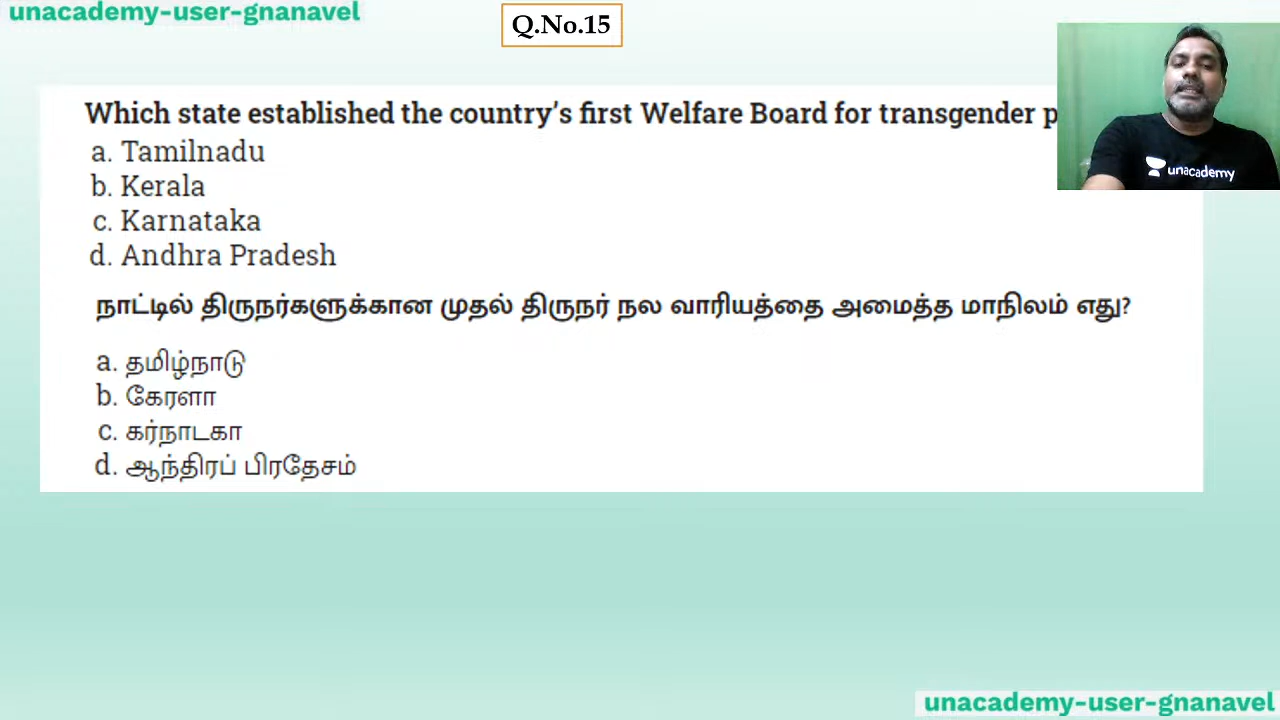 unacademy-user-gnanavel
Q.No.15
Which state established the country’s first Welfare Board for transgender p
a. Tamilnadu
b. Kerala
c. Karnataka
d. Andhra Pradesh
unacademy
நாட்டில் திருநர்களுக்கான முதல் திருநர் நல வாரியத்தை அமைத்த மாநிலம் எது?
a. தமிழ்நாடு
b. கேரளா
c. கர்நாடகா
d. ஆந்திரப் பிரதேசம்
unacademy-user-gnanavel